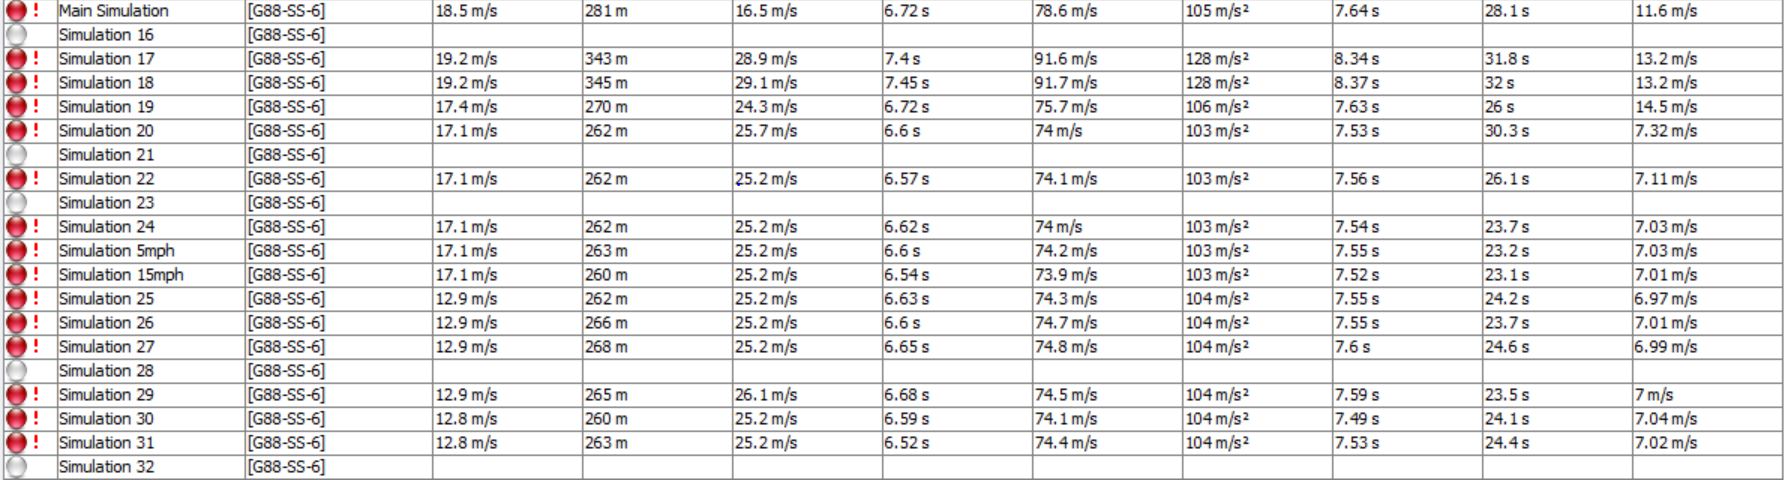 ! Main Simulation [G88-SS-6] 18.5 m/s 281 m 16.5 m/s 6.72 s 78.6 m/s 105 m/s² 7.64 s 28.1 s 11.6 m/s
Simulation 16 [G88-SS-6]
! Simulation 17 [G88-SS-6] 19.2 m/s 343 m 28.9 m/s 7.4 s 91.6 m/s 128 m/s² 8.34 s 31.8 s 13.2 m/s
! Simulation 18 [G88-SS-6] 19.2 m/s 345 m 29.1 m/s 7.45 s 91.7 m/s 128 m/s² 8.37 s 32 s 13.2 m/s
! Simulation 19 [G88-SS-6] 17.4 m/s 270 m 24.3 m/s 6.72 s 75.7 m/s 106 m/s² 7.63 s 26 s 14.5 m/s
! Simulation 20 [G88-SS-6] 17.1 m/s 262 m 25.7 m/s 6.6 s 74 m/s 103 m/s² 7.53 s 30.3 s 7.32 m/s
Simulation 21 [G88-SS-6]
! Simulation 22 [G88-SS-6] 17.1 m/s 262 m 25.2 m/s 6.57 s 74.1 m/s 103 m/s² 7.56 s 26.1 s 7.11 m/s
Simulation 23 [G88-SS-6]
! Simulation 24 [G88-SS-6] 17.1 m/s 262 m 25.2 m/s 6.62 s 74 m/s 103 m/s² 7.54 s 23.7 s 7.03 m/s
! Simulation 5mph [G88-SS-6] 17.1 m/s 263 m 25.2 m/s 6.6 s 74.2 m/s 103 m/s² 7.55 s 23.2 s 7.03 m/s
! Simulation 15mph [G88-SS-6] 17.1 m/s 260 m 25.2 m/s 6.54 s 73.9 m/s 103 m/s² 7.52 s 23.1 s 7.01 m/s
! Simulation 25 [G88-SS-6] 12.9 m/s 262 m 25.2 m/s 6.63 s 74.3 m/s 104 m/s² 7.55 s 24.2 s 6.97 m/s
! Simulation 26 [G88-SS-6] 12.9 m/s 266 m 25.2 m/s 6.6 s 74.7 m/s 104 m/s² 7.55 s 23.7 s 7.01 m/s
! Simulation 27 [G88-SS-6] 12.9 m/s 268 m 25.2 m/s 6.65 s 74.8 m/s 104 m/s² 7.6 s 24.6 s 6.99 m/s
Simulation 28 [G88-SS-6]
! Simulation 29 [G88-SS-6] 12.9 m/s 265 m 26.1 m/s 6.68 s 74.5 m/s 104 m/s² 7.59 s 23.5 s 7 m/s
! Simulation 30 [G88-SS-6] 12.8 m/s 260 m 25.2 m/s 6.59 s 74.1 m/s 104 m/s² 7.49 s 24.1 s 7.04 m/s
! Simulation 31 [G88-SS-6] 12.8 m/s 263 m 25.2 m/s 6.52 s 74.4 m/s 104 m/s² 7.53 s 24.4 s 7.02 m/s
Simulation 32 [G88-SS-6]